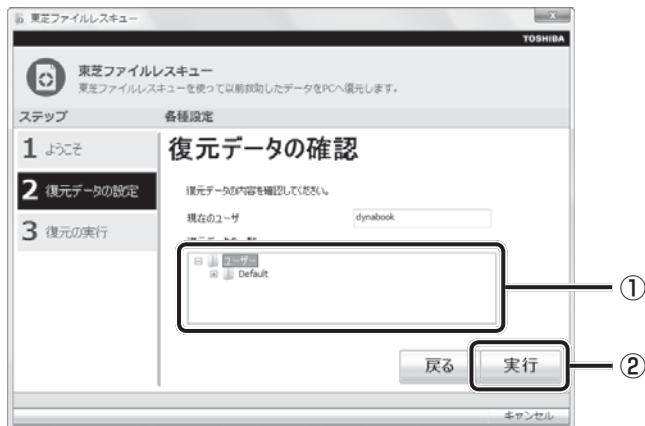 東芝ファイルレスキュー
TOSHIBA
東芝ファイルレスキュー
東芝ファイルレスキューを使って以前救助したデータをPCへ復元します。
ステップ 各種設定
1 ようこそ
2 復元データの設定
3 復元の実行
復元データの確認
復元データの内容を確認してください。
現在のユーザ dynabook
ユーザー
Default
①
戻る 実行 ②
キャンセル